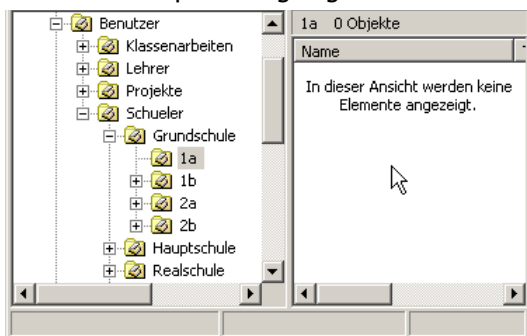 Benutzer
Klassenarbeiten
Lehrer
Projekte
Schueler
Grundschule
1a
1b
2a
2b
Hauptschule
Realschule
1a 0 Objekte
Name
In dieser Ansicht werden keine
Elemente angezeigt.